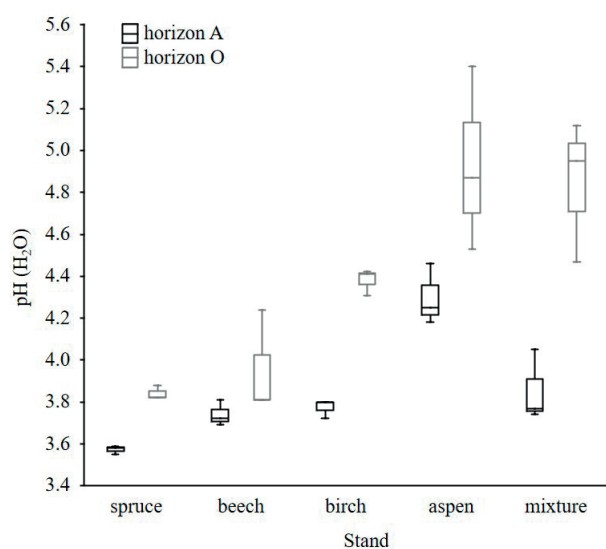 horizon A
horizon O
5.6
5.4
5.2
5.0
4.8
4.6
4.4
4.2
4.0
3.8
3.6
3.4
pH (H₂O)
spruce beech birch aspen mixture
Stand